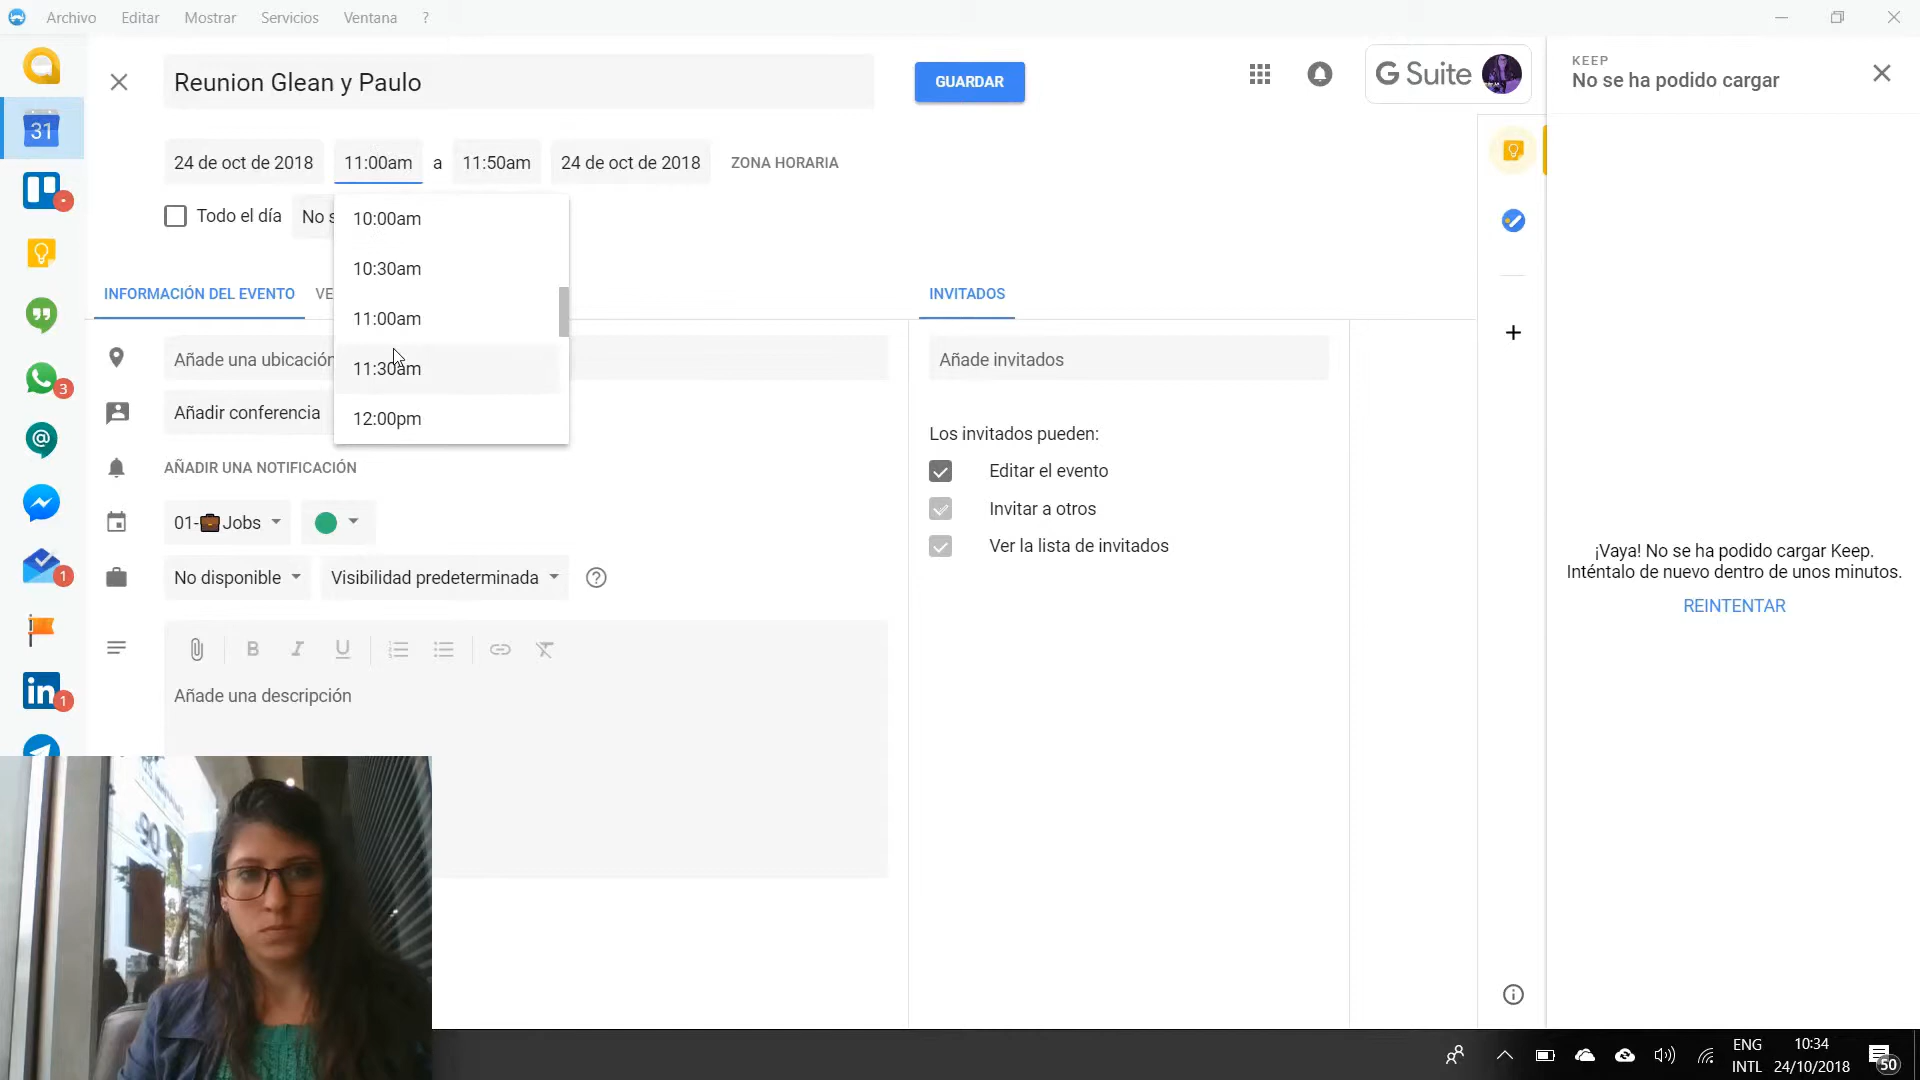 Archivo Editar Mostrar Servicios Ventana ?
Reunion Glean y Paulo
GUARDAR
G Suite
KEEP
No se ha podido cargar
24 de oct de 2018 11:00am a 11:50am 24 de oct de 2018 ZONA HORARIA
Todo el día No s
10:00am
10:30am
11:00am
11:30am
12:00pm
INFORMACIÓN DEL EVENTO VE
INVITADOS
Añade una ubicación
Añade invitados
Añadir conferencia
Los invitados pueden:
AÑADIR UNA NOTIFICACIÓN
Editar el evento
Invitar a otros
Ver la lista de invitados
01- Jobs
No disponible Visibilidad predeterminada ?
B I U
Añade una descripción
¡Vaya! No se ha podido cargar Keep.
Inténtalo de nuevo dentro de unos minutos.
REINTENTAR
31
3
1
in 1
ENG
INTL
10:34
24/10/2018
50